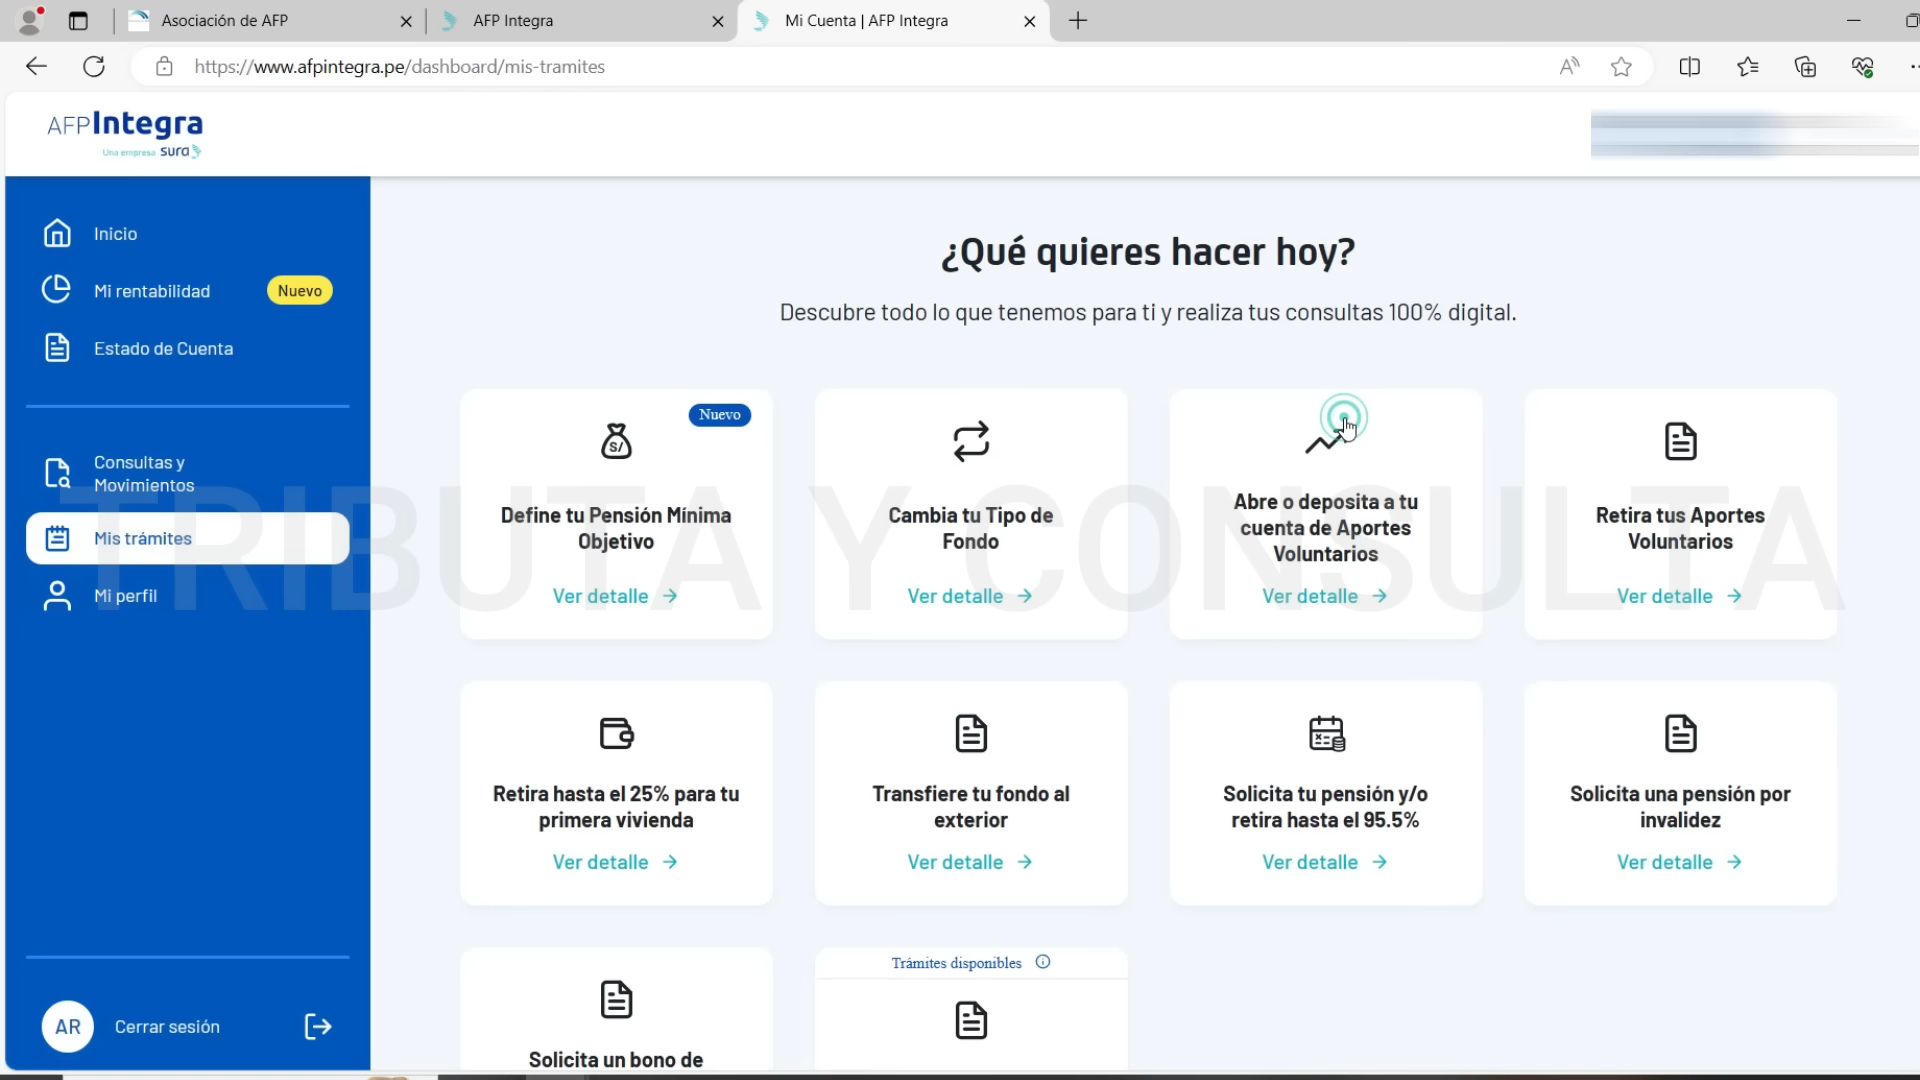 Asociación de AFP
AFP Integra
Mi Cuenta | AFP Integra
https://www.afpintegra.pe/dashboard/mis-tramites
AFP Integra
Una empresa sura
Inicio
Mi rentabilidad
Nuevo
Estado de Cuenta
Consultas y
Movimientos
Mis trámites
Mi perfil
AR
Cerrar sesión
¿Qué quieres hacer hoy?
Descubre todo lo que tenemos para ti y realiza tus consultas 100% digital.
Nuevo
S/
Define tu Pensión Mínima
Objetivo
Ver detalle
Cambia tu Tipo de
Fondo
Ver detalle
Abre o deposita a tu
cuenta de Aportes
Voluntarios
Ver detalle
Retira tus Aportes
Voluntarios
Ver detalle
TRIBUTA Y CONSULTA
Retira hasta el 25% para tu
primera vivienda
Ver detalle
Transfiere tu fondo al
exterior
Ver detalle
Solicita tu pensión y/o
retira hasta el 95.5%
Ver detalle
Solicita una pensión por
invalidez
Ver detalle
Solicita un bono de
Trámites disponibles